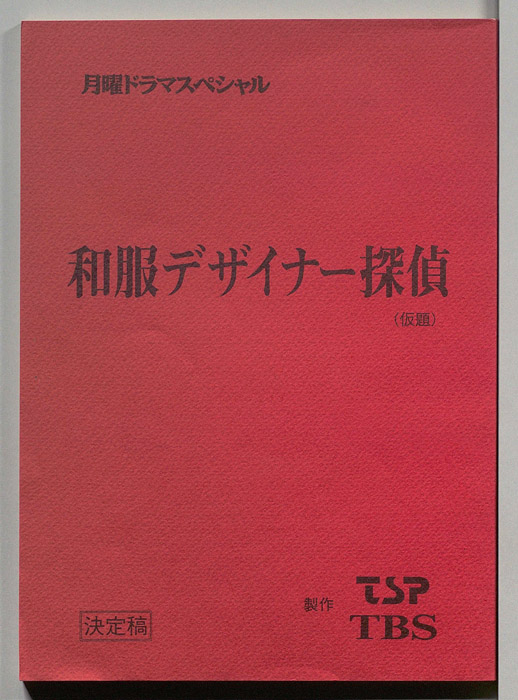 月曜ドラマスペシャル
和服デザイナー探偵
(仮題)
製作 TSP
TBS
決定稿